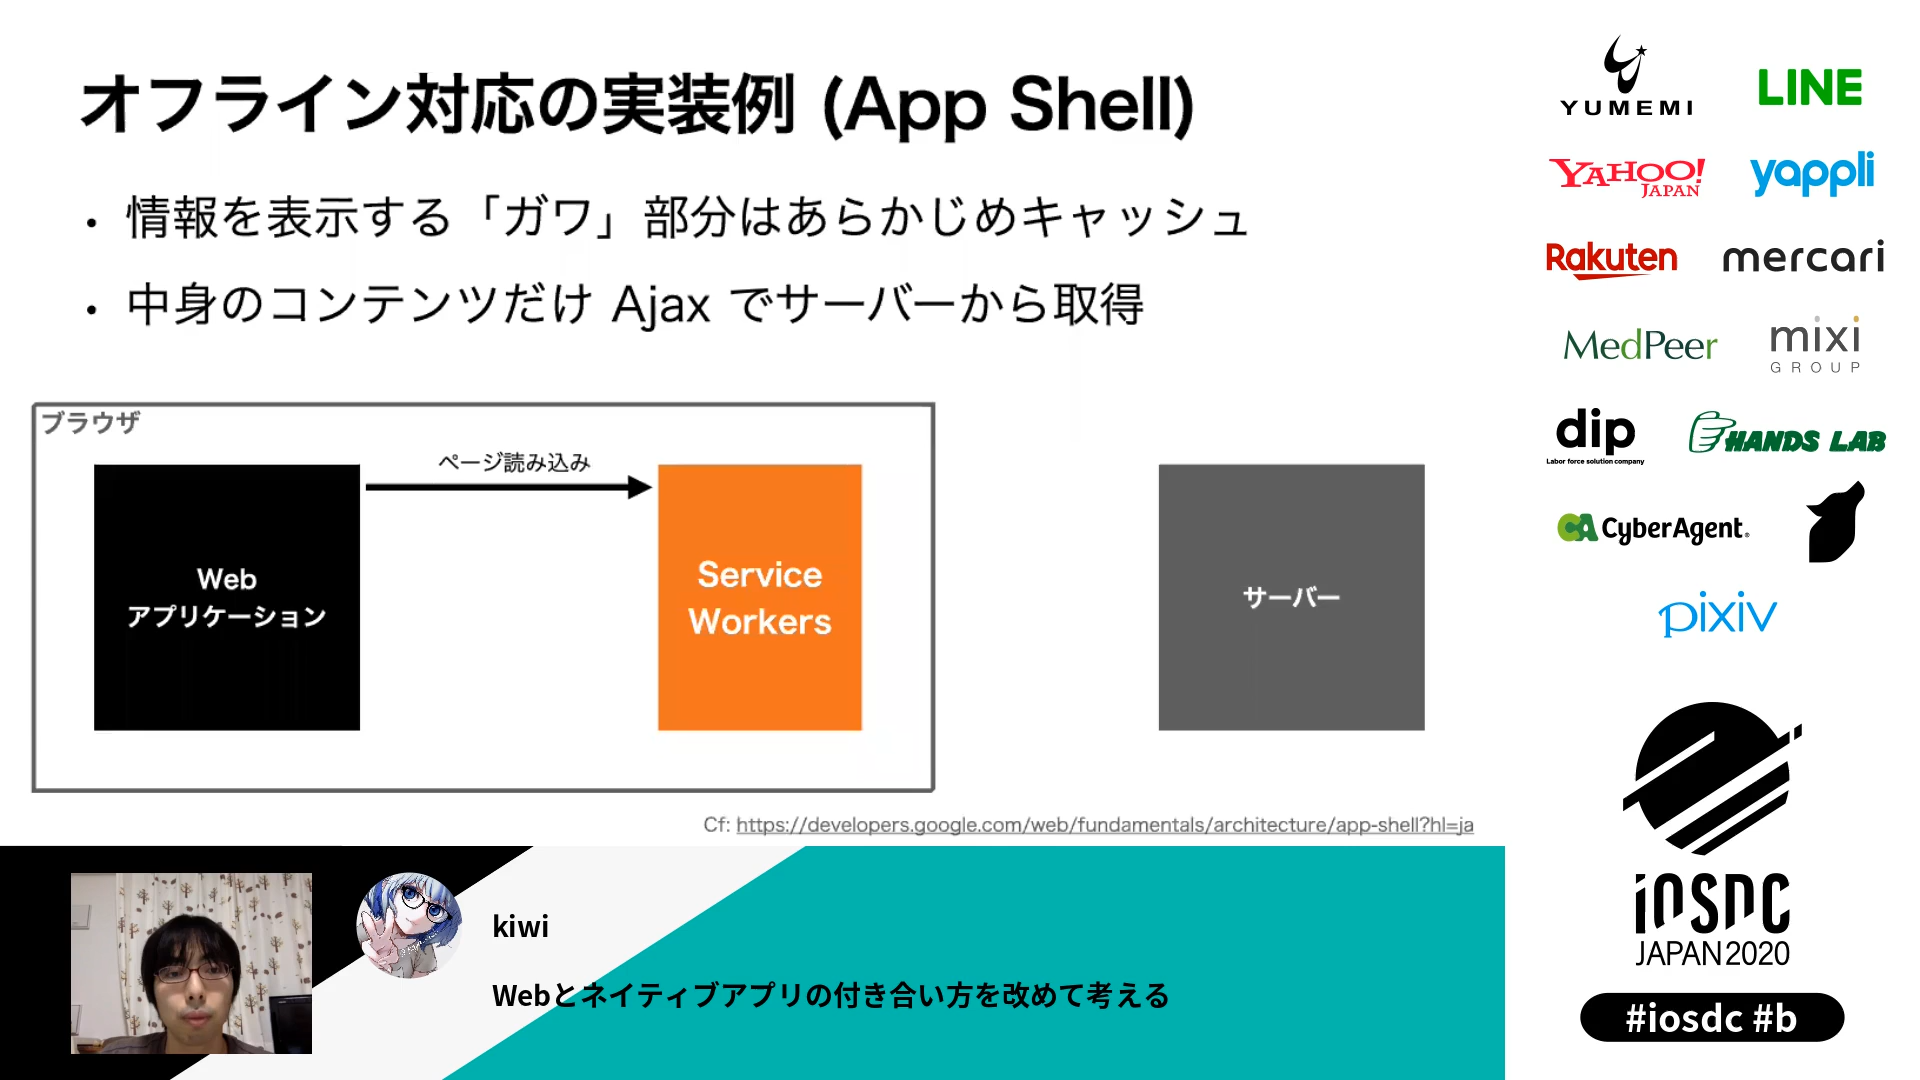 オフライン対応の実装例 (App Shell)
・ 情報を表示する「ガワ」部分はあらかじめキャッシュ
・ 中身のコンテンツだけ Ajax でサーバーから取得
ブラウザ
ページ読み込み
Web
アプリケーション
Service
Workers
サーバー
Cf: https://developers.google.com/web/fundamentals/architecture/app-shell?hl=ja
kiwi
Webとネイティブアプリの付き合い方を改めて考える
YUMEMI
LINE
YAHOO!
JAPAN
yappli
Rakuten
mercari
MedPeer
mixi
GROUP
dip
Labor force solution company
HANDS LAB
CA CyberAgent®
pixiv
iOSDC
JAPAN 2020
#iosdc #b